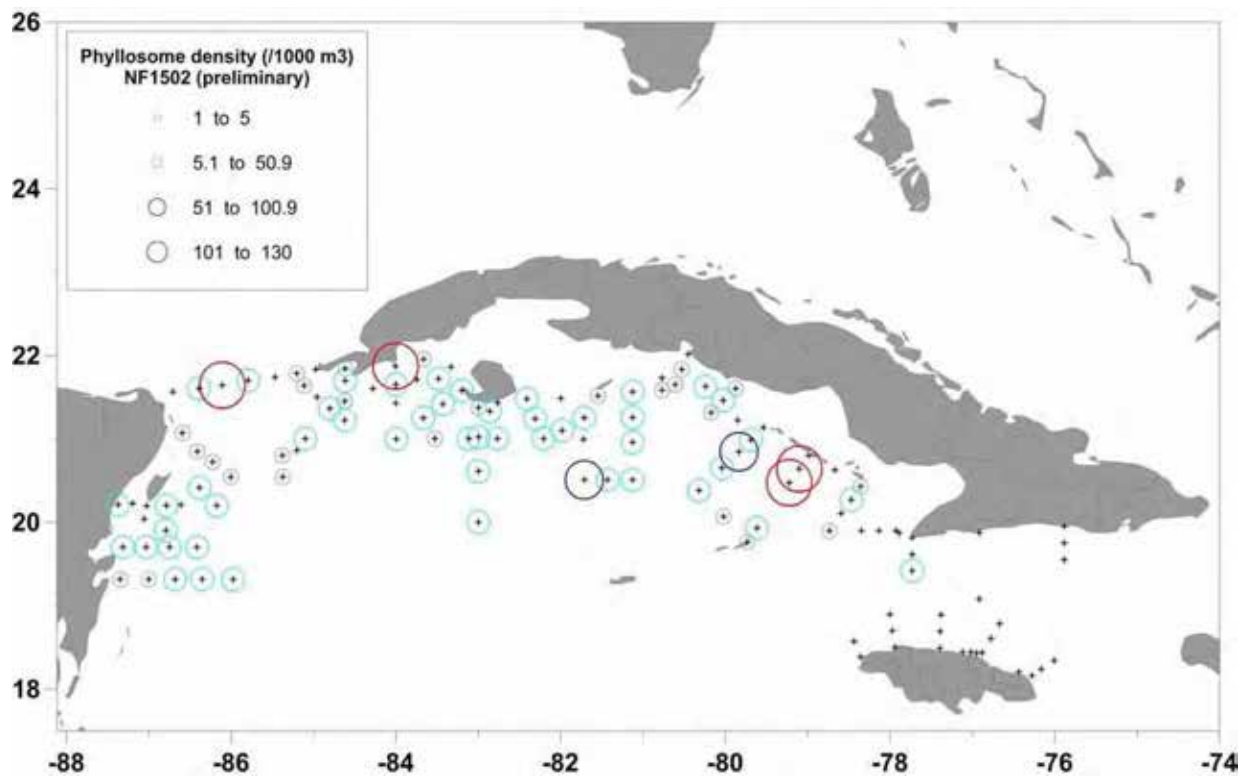 Phyllosome density (/1000 m3)
NF1502 (preliminary)
1 to 5
5.1 to 50.9
51 to 100.9
101 to 130
26
24
22
20
18
-88 -86 -84 -82 -80 -78 -76 -74